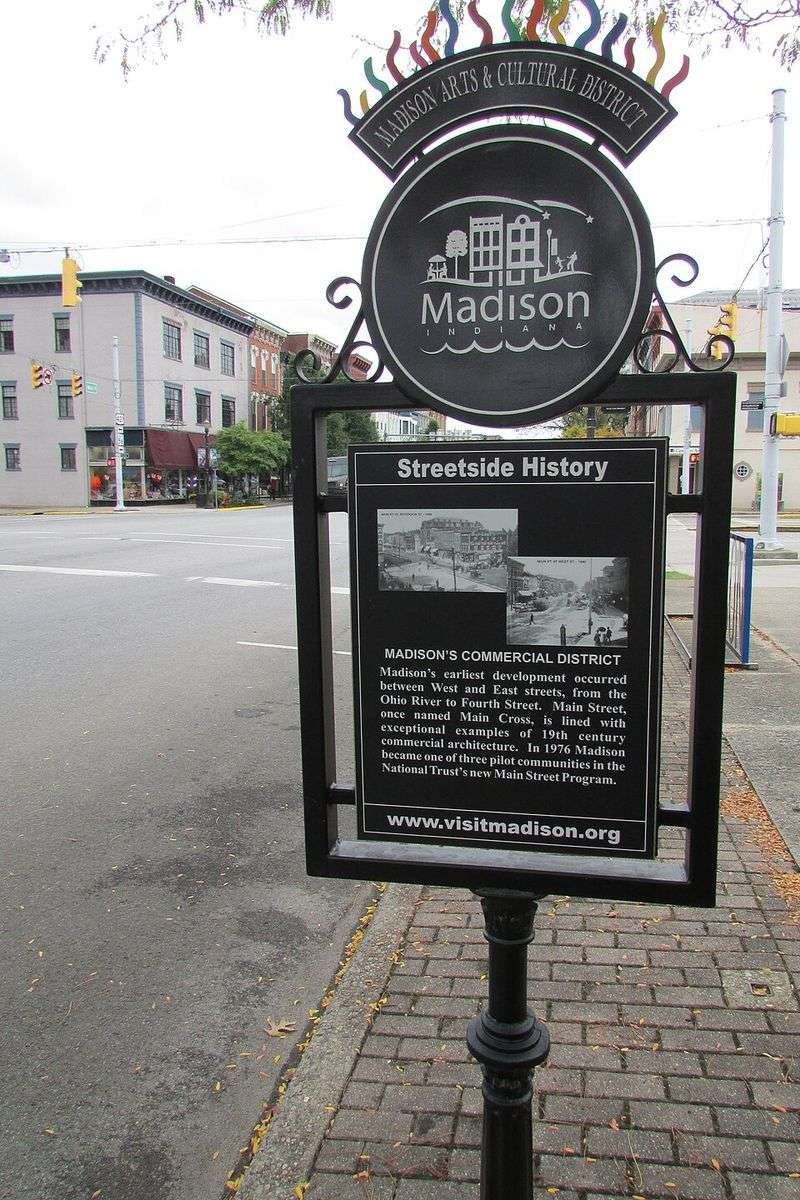 MADISON ARTS & CULTURAL DISTRICT
Madison
INDIANA
Streetside History
MADISON'S COMMERCIAL DISTRICT
Madison's earliest development occurred
between West and East streets, from the
Ohio River to Fourth Street. Main Street,
once named Main Cross, is lined with
exceptional examples of 19th century
commercial architecture. In 1976 Madison
became one of three pilot communities in the
National Trust's new Main Street Program.
www.visitmadison.org